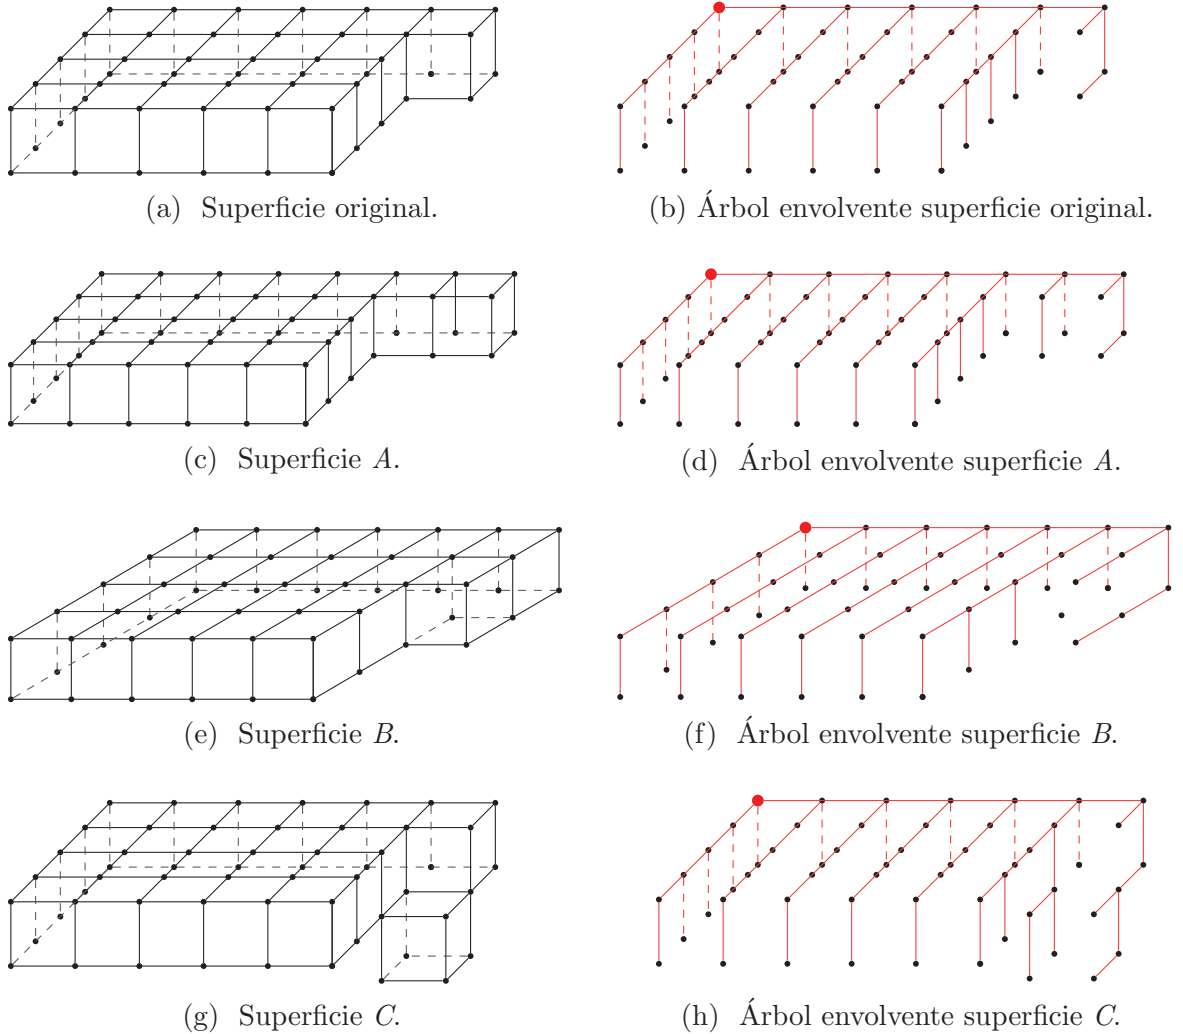 (a) Superficie original.
(b) Árbol envolvente superficie original.
(c) Superficie A.
(d) Árbol envolvente superficie A.
(e) Superficie B.
(f) Árbol envolvente superficie B.
(g) Superficie C.
(h) Árbol envolvente superficie C.